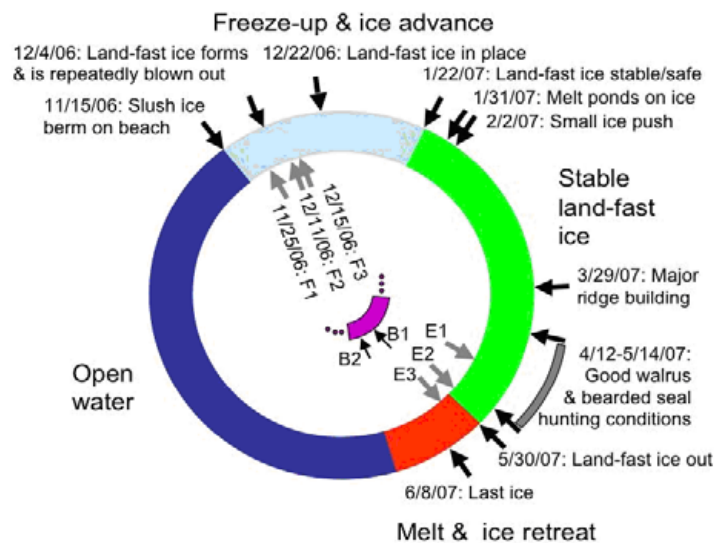 Freeze-up & ice advance
12/4/06: Land-fast ice forms
& is repeatedly blown out
12/22/06: Land-fast ice in place
11/15/06: Slush ice
berm on beach
1/22/07: Land-fast ice stable/safe
1/31/07: Melt ponds on ice
2/2/07: Small ice push
Stable
land-fast
ice
11/25/06: F1
12/11/06: F2
12/15/06: F3
3/29/07: Major
ridge building
E1
E2
E3
B1
B2
4/12-5/14/07:
Good walrus
& bearded seal
hunting conditions
Open
water
5/30/07: Land-fast ice out
6/8/07: Last ice
Melt & ice retreat